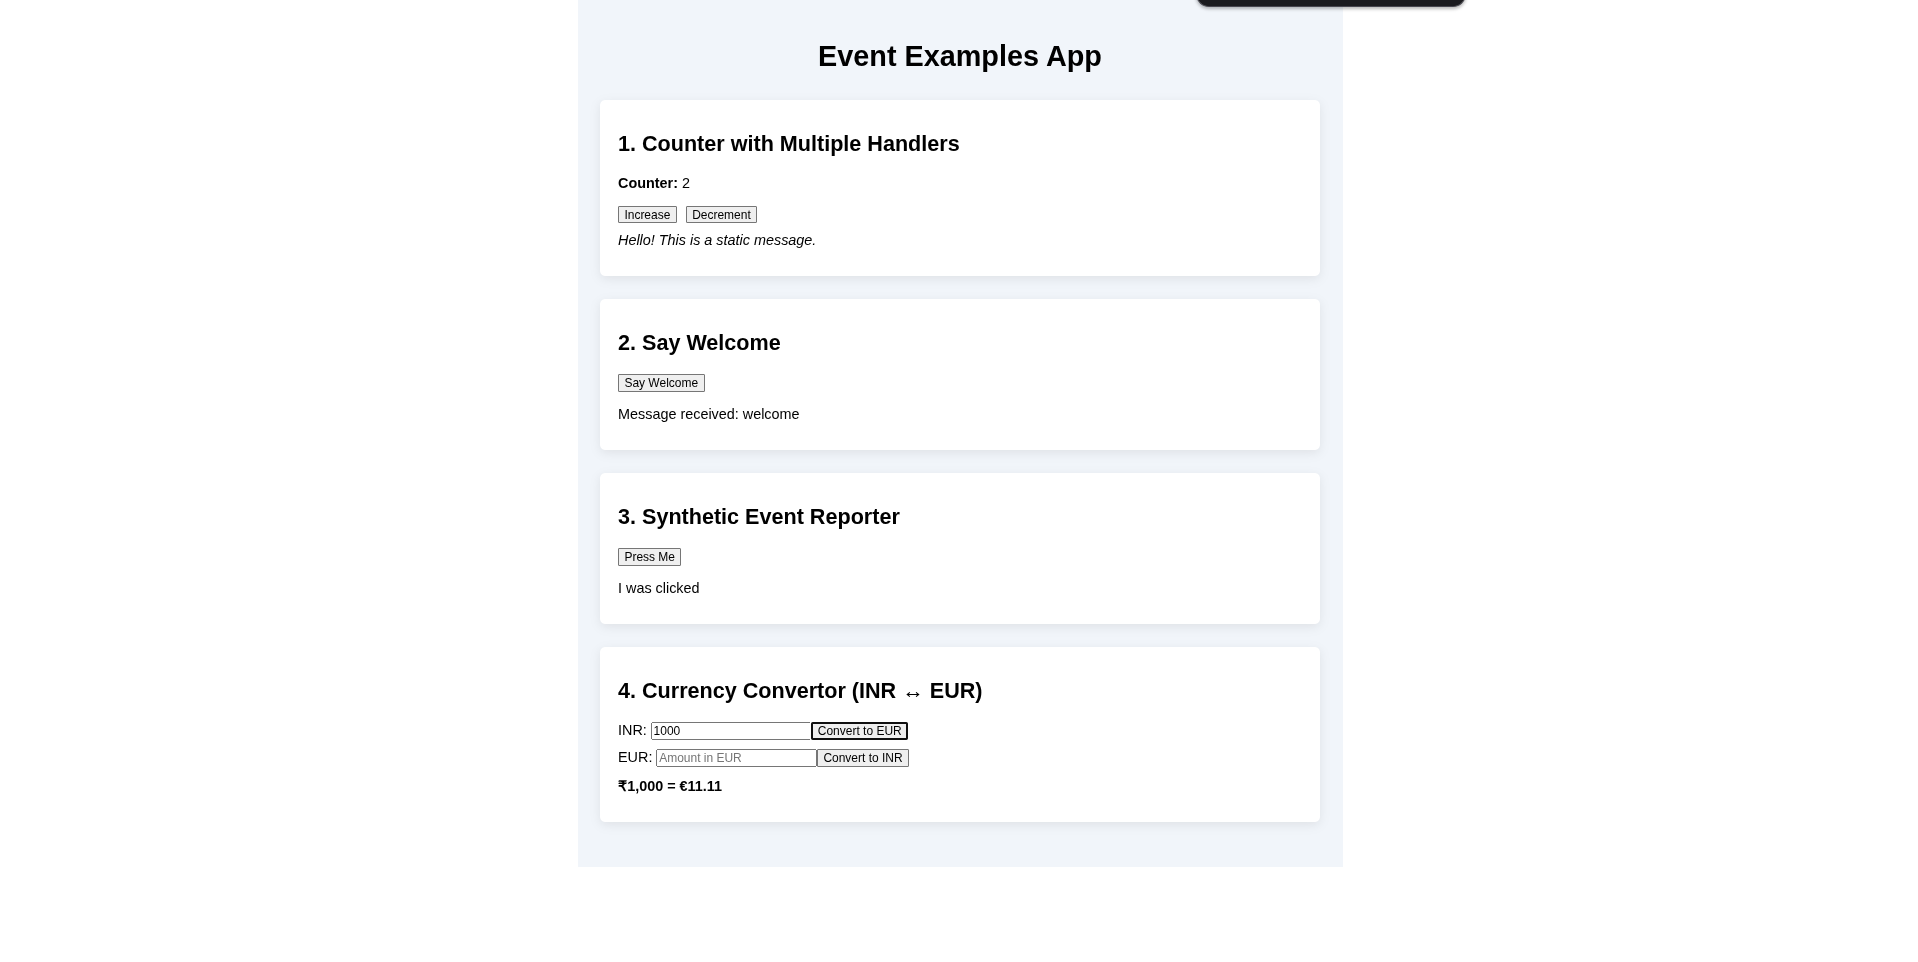 Event Examples App
1. Counter with Multiple Handlers
Counter: 2
Increase Decrement
Hello! This is a static message.
2. Say Welcome
Say Welcome
Message received: welcome
3. Synthetic Event Reporter
Press Me
I was clicked
4. Currency Convertor (INR ↔ EUR)
INR: 1000 Convert to EUR
EUR: Amount in EUR Convert to INR
₹1,000 = €11.11